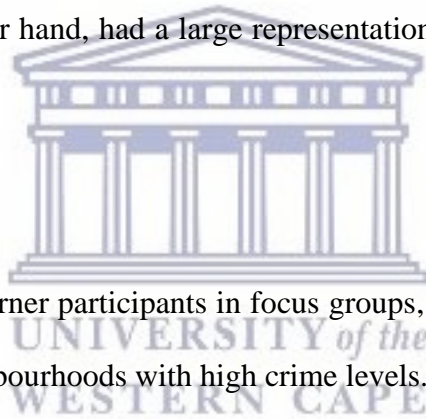 r hand, had a large representation
rner participants in focus groups,
UNIVERSITY of the
bourhoods with high crime levels.
WESTERN CAPE